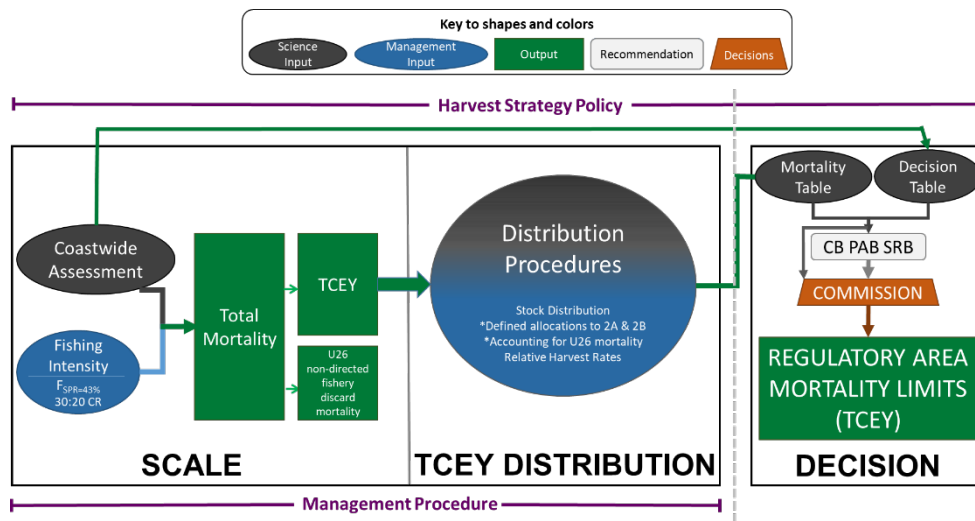 Key to shapes and colors
Science
Input
Management
Input
Output
Recommendation
Decisions
Harvest Strategy Policy
Coastwide
Assessment
Fishing
Intensity
FSPR=43%
30:20 CR
Total
Mortality
TCEY
U26
non-directed
fishery
discard
mortality
SCALE
Distribution
Procedures
Stock Distribution
*Defined allocations to 2A & 2B
*Accounting for U26 mortality
Relative Harvest Rates
TCEY DISTRIBUTION
Mortality
Table
Decision
Table
CB PAB SRB
COMMISSION
REGULATORY AREA
MORTALITY LIMITS
(TCEY)
DECISION
Management Procedure